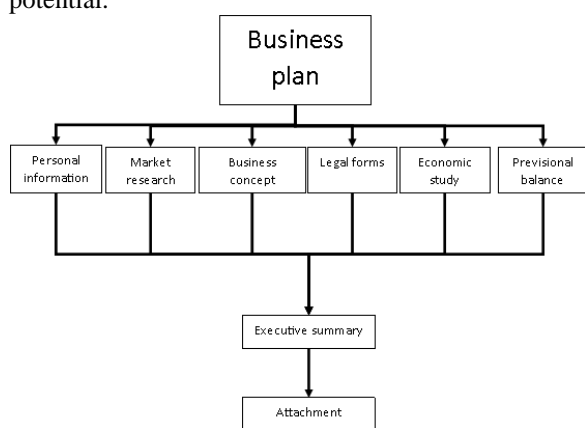 potential.
Business
plan
Personal
information
Market
research
Business
concept
Legal forms
Economic
study
Previsional
balance
Executive summary
Attachment